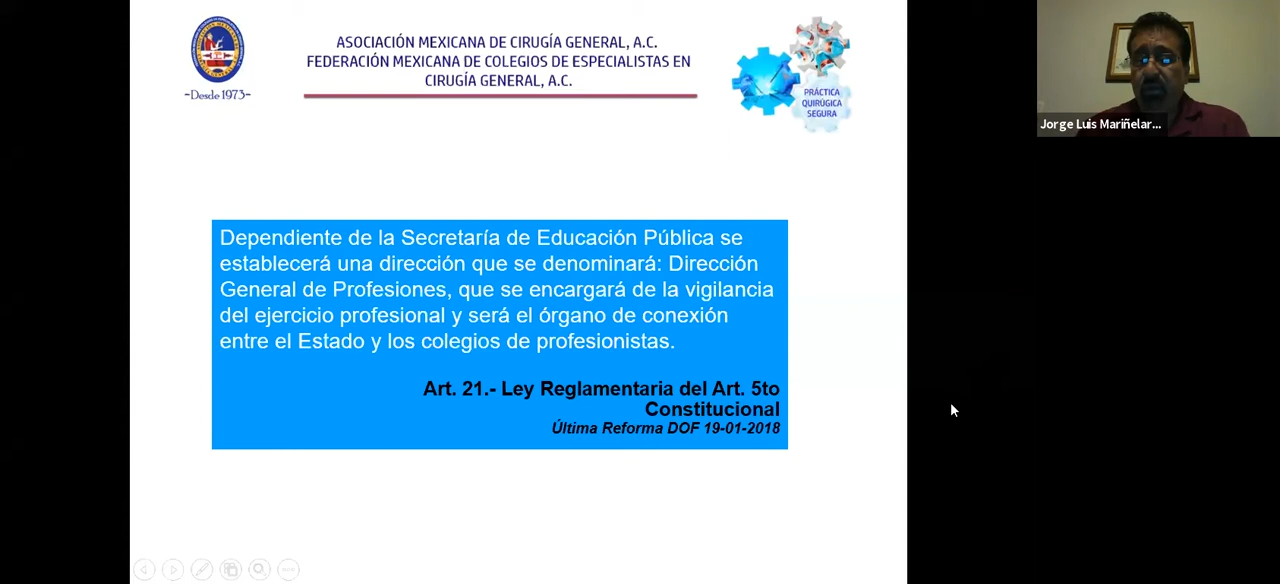 ASOCIACIÓN MEXICANA DE CIRUGÍA GENERAL, A.C.
FEDERACIÓN MEXICANA DE COLEGIOS DE ESPECIALISTAS EN
CIRUGÍA GENERAL, A.C.
~Desde 1973~
PRÁCTICA
QUIRÚGICA
SEGURA
Jorge Luis Mariñelar...
Dependiente de la Secretaría de Educación Pública se
establecerá una dirección que se denominará: Dirección
General de Profesiones, que se encargará de la vigilancia
del ejercicio profesional y será el órgano de conexión
entre el Estado y los colegios de profesionistas.
Art. 21.- Ley Reglamentaria del Art. 5to
Constitucional
Última Reforma DOF 19-01-2018